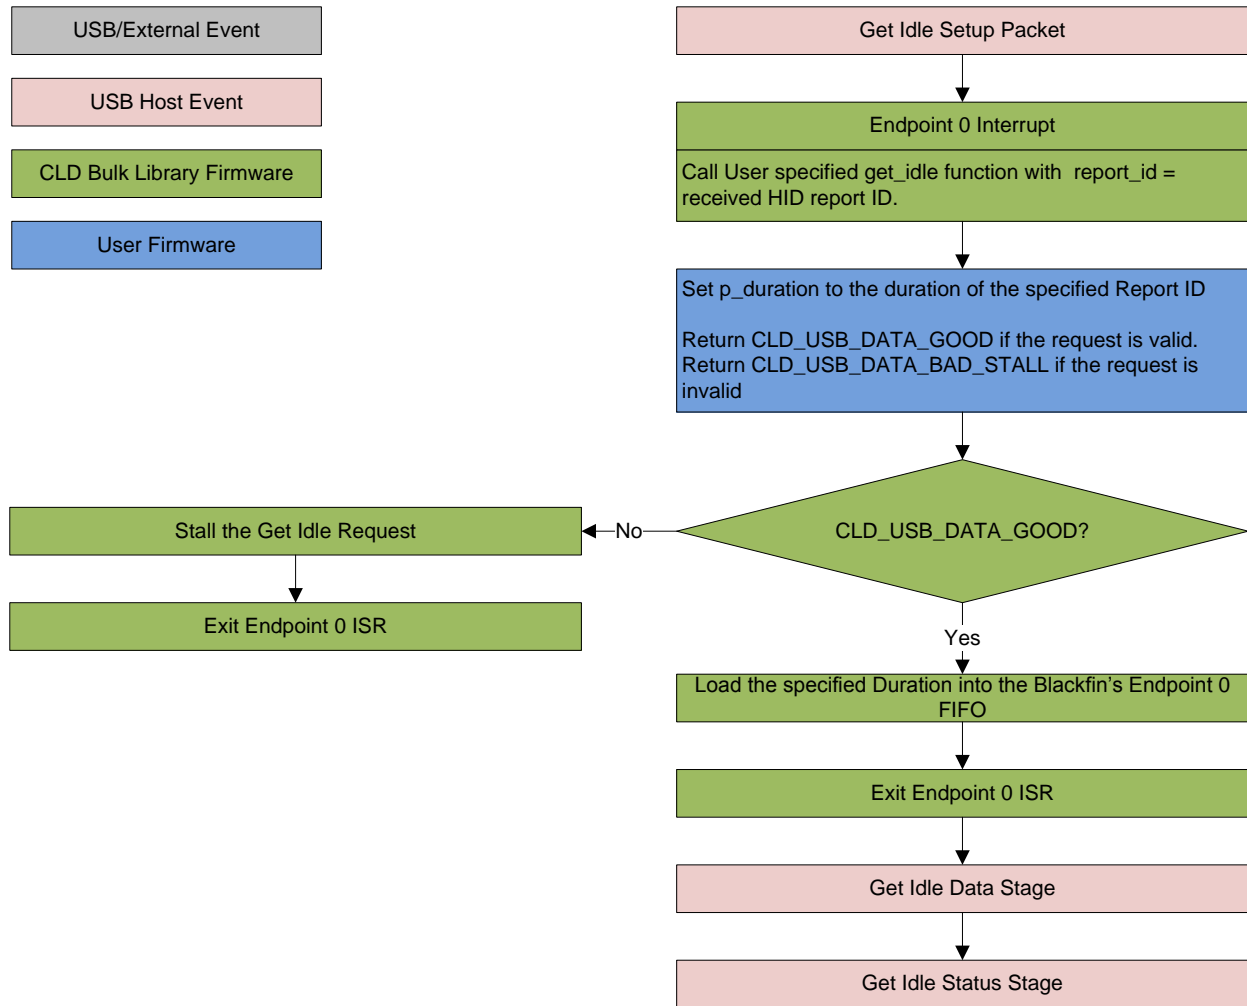 USB/External Event
USB Host Event
CLD Bulk Library Firmware
User Firmware
Get Idle Setup Packet
Endpoint 0 Interrupt
Call User specified get_idle function with report_id =
received HID report ID.
Set p_duration to the duration of the specified Report ID
Return CLD_USB_DATA_GOOD if the request is valid.
Return CLD_USB_DATA_BAD_STALL if the request is
invalid
CLD_USB_DATA_GOOD?
No
Stall the Get Idle Request
Exit Endpoint 0 ISR
Yes
Load the specified Duration into the Blackfin's Endpoint 0
FIFO
Exit Endpoint 0 ISR
Get Idle Data Stage
Get Idle Status Stage